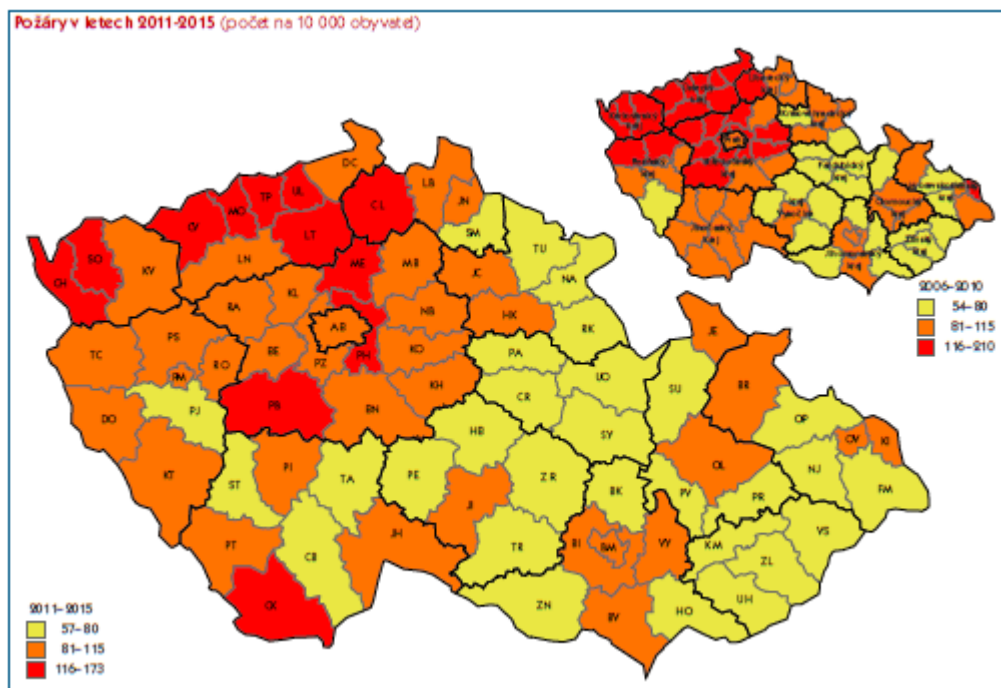 Požáry v letech 2011-2015 (počet na 10 000 obyvatel)
DC
LB
JN
CL
UL
TP
MO
CV
LT
SM
TU
NA
SO
CH
KV
LN
ME
MB
JC
RA
KL
NB
HK
RK
AB
TC
PS
BE
PZ
PH
KO
PA
UO
SU
JE
BR
PM
RO
KH
CR
PB
BN
DO
PJ
HB
SY
OP
OV
KI
KT
ST
PI
TA
PE
ZR
BK
OL
PV
PR
NJ
FM
JI
PT
CB
JH
TR
BI
BM
VY
KM
VS
ZL
CK
ZN
BV
HO
UH
2006-2010
54-80
81-115
116-210
2011-2015
57-80
81-115
116-173